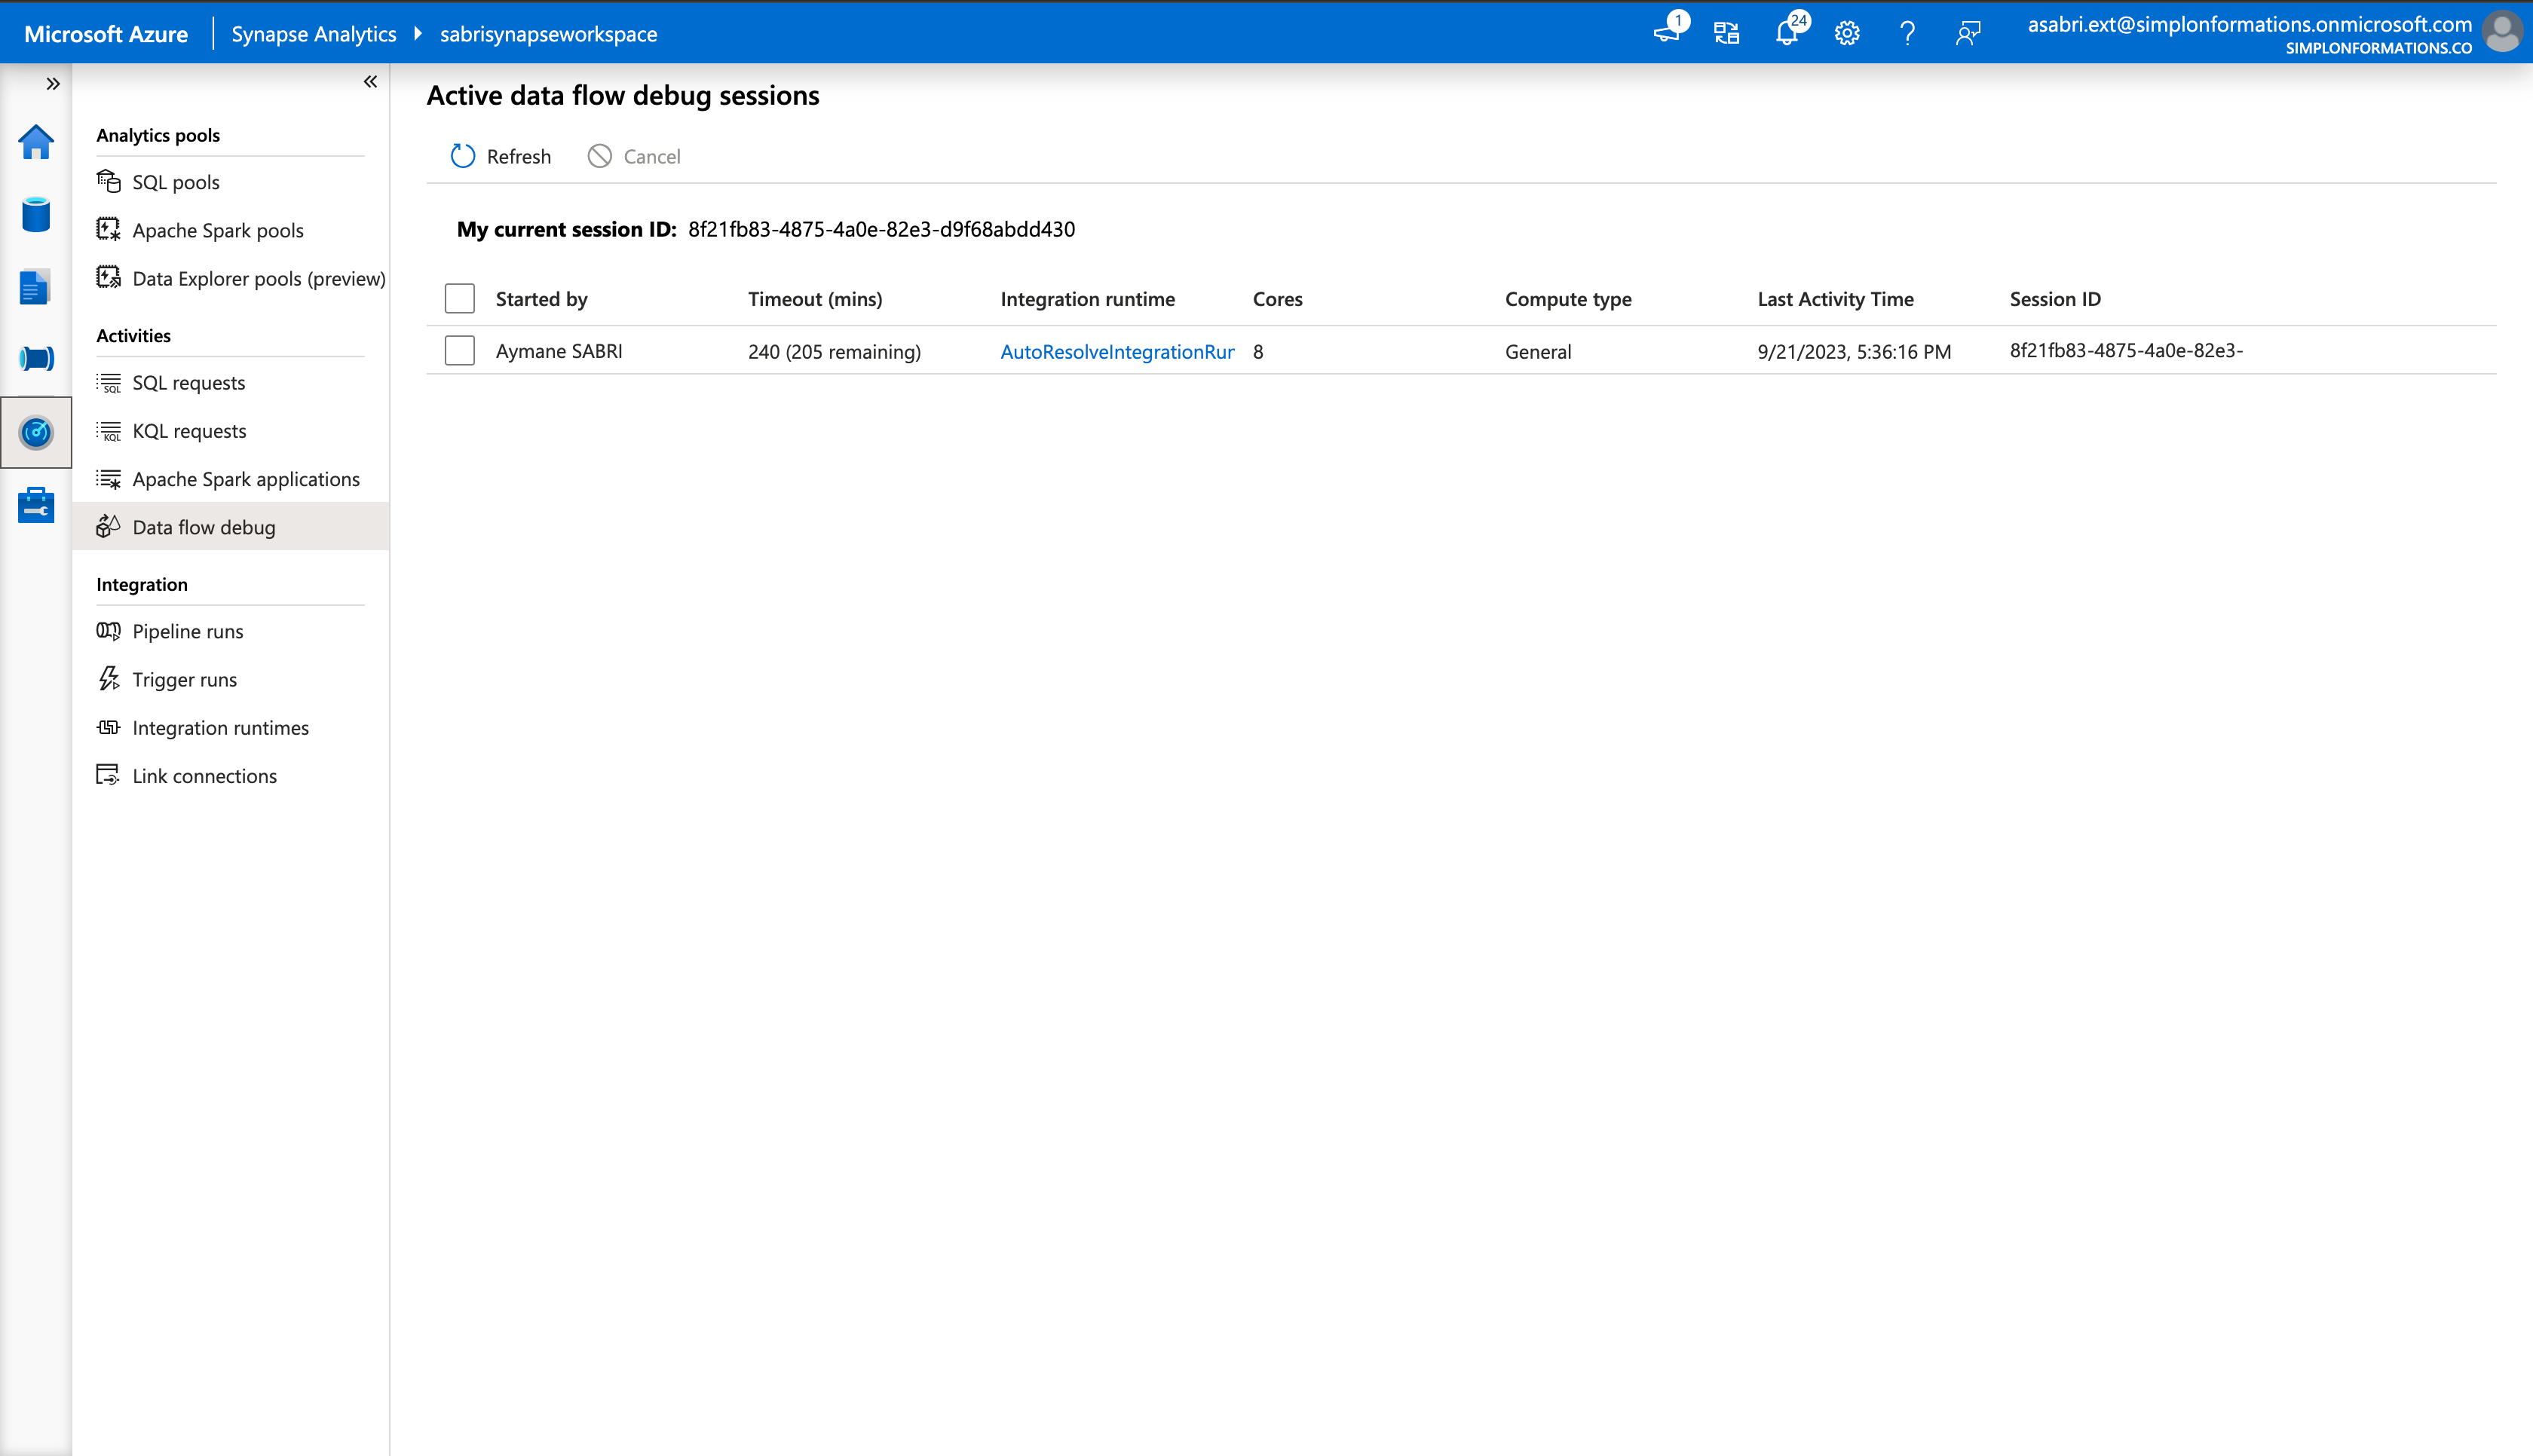 Microsoft Azure Synapse Analytics sabrisynapseworkspace 1 24 asabri.ext@simplonformations.onmicrosoft.com
SIMPLONFORMATIONS.CO
Active data flow debug sessions
Refresh Cancel
My current session ID: 8f21fb83-4875-4a0e-82e3-d9f68abdd430
Started by Timeout (mins) Integration runtime Cores Compute type Last Activity Time Session ID
Aymane SABRI 240 (205 remaining) AutoResolveIntegrationRur 8 General 9/21/2023, 5:36:16 PM 8f21fb83-4875-4a0e-82e3-
Analytics pools
SQL pools
Apache Spark pools
Data Explorer pools (preview)
Activities
SQL SQL requests
KQL KQL requests
Apache Spark applications
Data flow debug
Integration
Pipeline runs
Trigger runs
Integration runtimes
Link connections